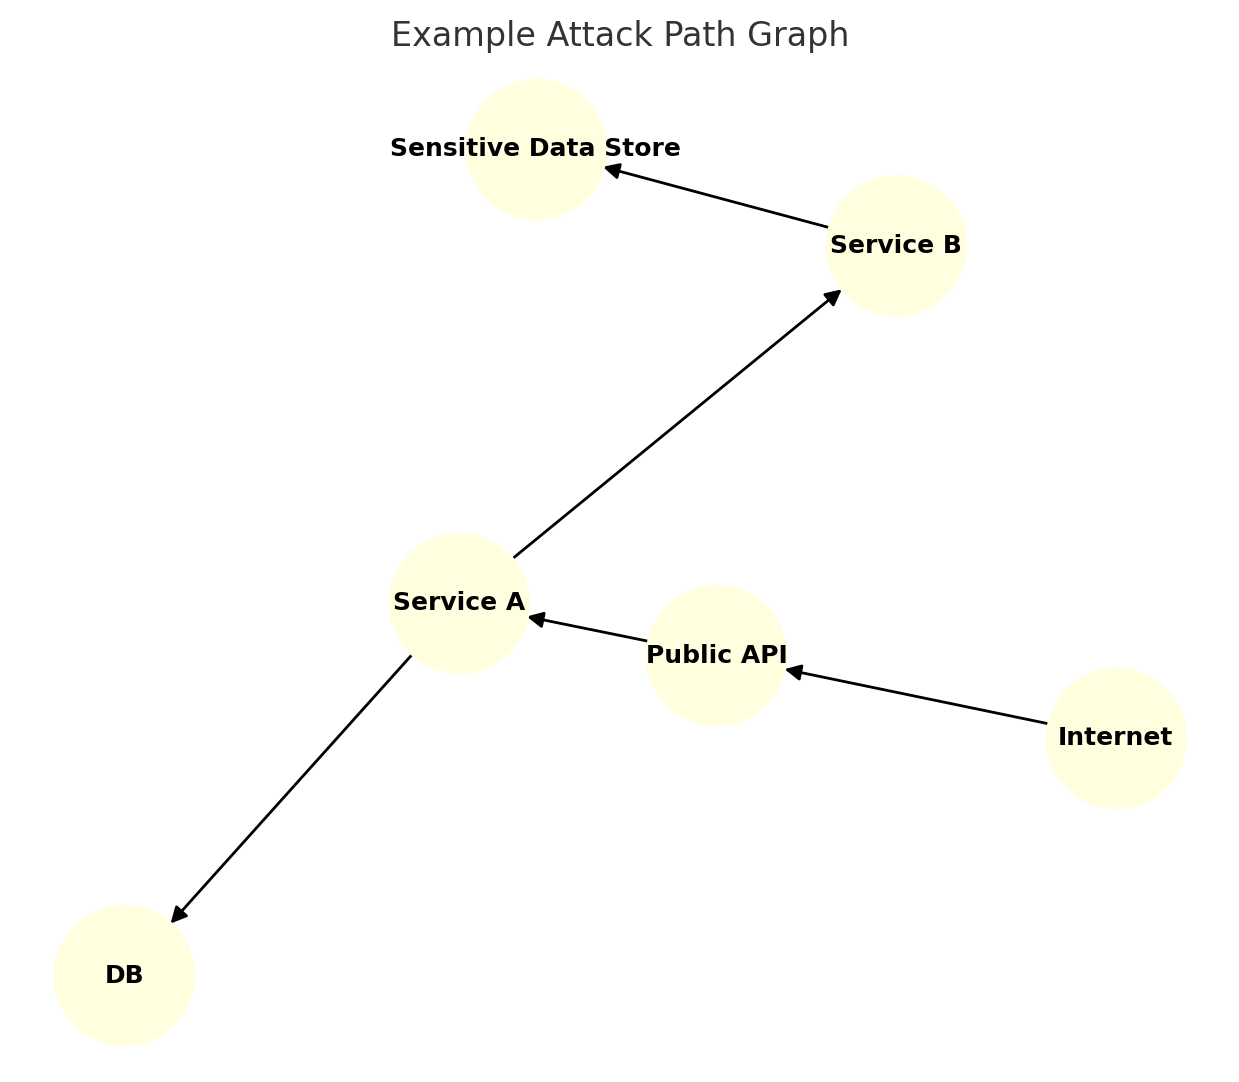 Example Attack Path Graph
Sensitive Data Store
Service B
Service A
Public API
Internet
DB